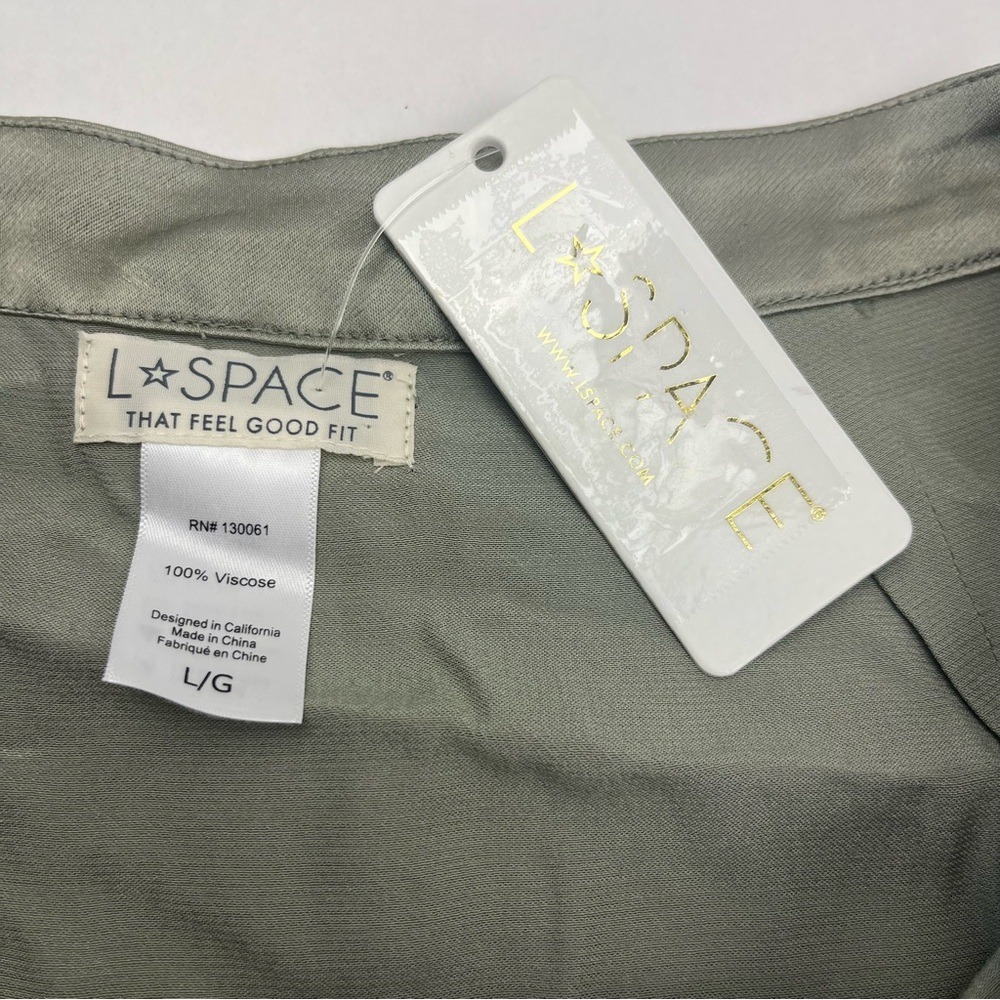 L☆SPACE®
THAT FEEL GOOD FIT
RN# 130061
100% Viscose
Designed in California
Made in China
Fabriqué en Chine
L/G
L☆SPACE®
WWW.LSPACE.COM